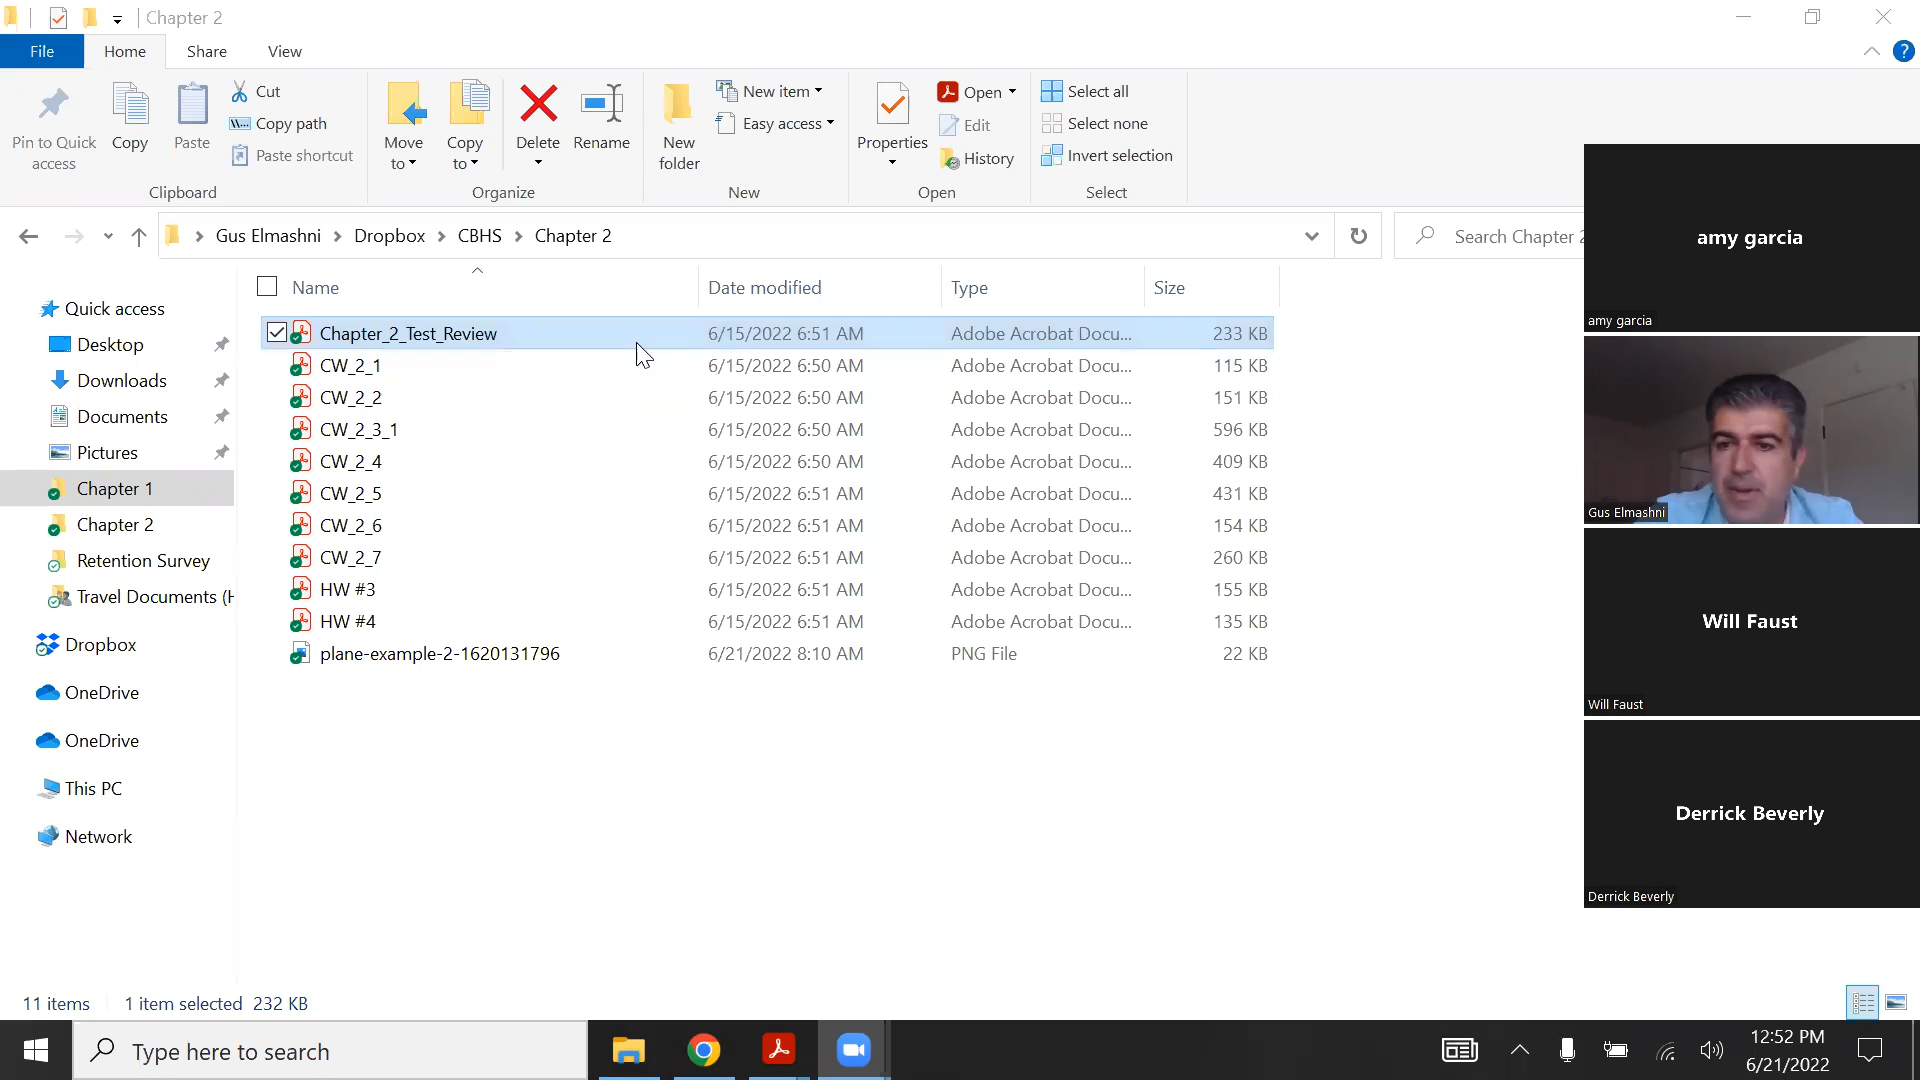 Chapter 2
File
Home
Share
View
Pin to Quick access
Copy
Paste
Cut
Copy path
Paste shortcut
Clipboard
Move to
Copy to
Delete
Rename
Organize
New folder
New item
Easy access
New
Properties
Open
Edit
History
Open
Select all
Select none
Invert selection
Select
Gus Elmashni
Dropbox
CBHS
Chapter 2
Search Chapter 2
Name
Date modified
Type
Size
Quick access
Desktop
Downloads
Documents
Pictures
Chapter 1
Chapter 2
Retention Survey
Travel Documents (H
Dropbox
OneDrive
OneDrive
This PC
Network
Chapter_2_Test_Review 6/15/2022 6:51 AM Adobe Acrobat Docu... 233 KB
CW_2_1 6/15/2022 6:50 AM Adobe Acrobat Docu... 115 KB
CW_2_2 6/15/2022 6:50 AM Adobe Acrobat Docu... 151 KB
CW_2_3_1 6/15/2022 6:50 AM Adobe Acrobat Docu... 596 KB
CW_2_4 6/15/2022 6:50 AM Adobe Acrobat Docu... 409 KB
CW_2_5 6/15/2022 6:51 AM Adobe Acrobat Docu... 431 KB
CW_2_6 6/15/2022 6:51 AM Adobe Acrobat Docu... 154 KB
CW_2_7 6/15/2022 6:51 AM Adobe Acrobat Docu... 260 KB
HW #3 6/15/2022 6:51 AM Adobe Acrobat Docu... 155 KB
HW #4 6/15/2022 6:51 AM Adobe Acrobat Docu... 135 KB
plane-example-2-1620131796 6/21/2022 8:10 AM PNG File 22 KB
amy garcia
amy garcia
Gus Elmashni
Will Faust
Will Faust
Derrick Beverly
Derrick Beverly
11 items
1 item selected 232 KB
Type here to search
12:52 PM
6/21/2022